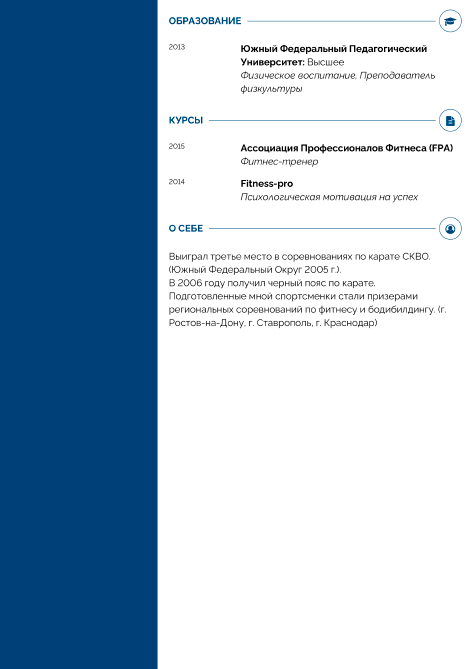 ОБРАЗОВАНИЕ
2013
Южный Федеральный Педагогический
Университет: Высшее
Физическое воспитание, Преподаватель
физкультуры
КУРСЫ
2015
Ассоциация Профессионалов Фитнеса (FPA)
Фитнес-тренер
2014
Fitness-pro
Психологическая мотивация на успех
О СЕБЕ
Выиграл третье место в соревнованиях по карате СКВО.
(Южный Федеральный Округ 2005 г.).
В 2006 году получил черный пояс по карате.
Подготовленные мной спортсменки стали призерами
региональных соревнований по фитнесу и бодибилдингу. (г.
Ростов-на-Дону, г. Ставрополь, г. Краснодар)